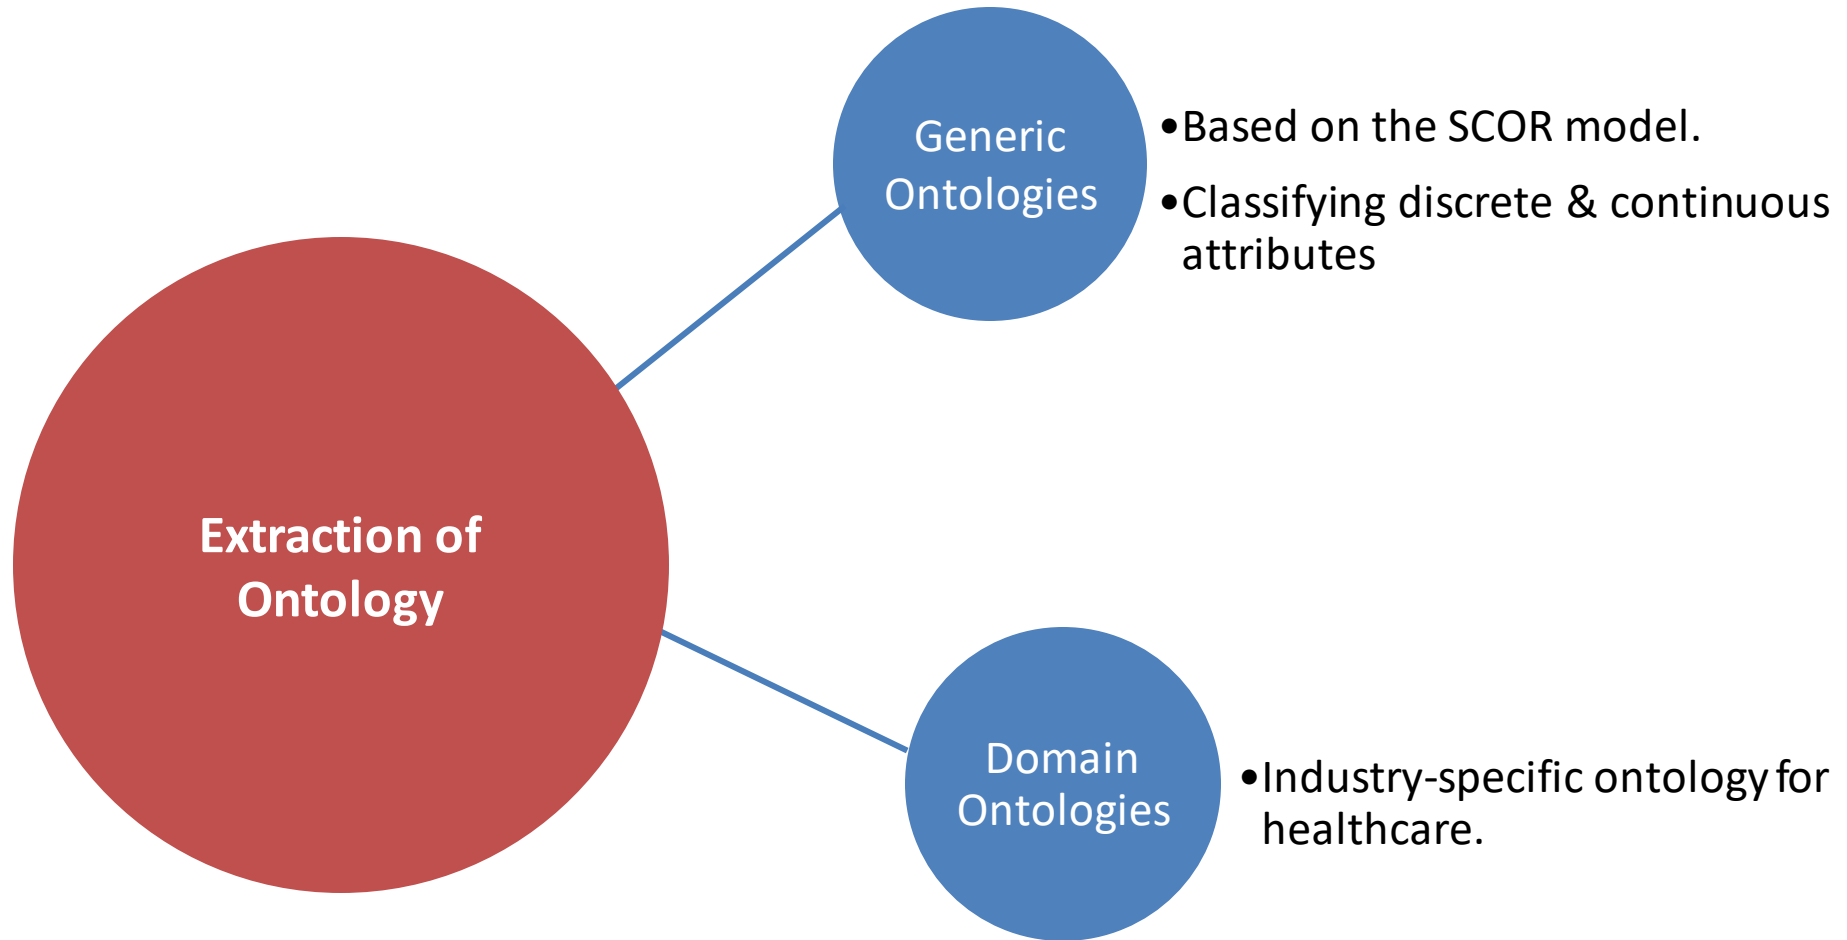 Generic
Ontologies
•Based on the SCOR model.
•Classifying discrete & continuous
attributes
Extraction of
Ontology
Domain
Ontologies
•Industry-specific ontology for
healthcare.